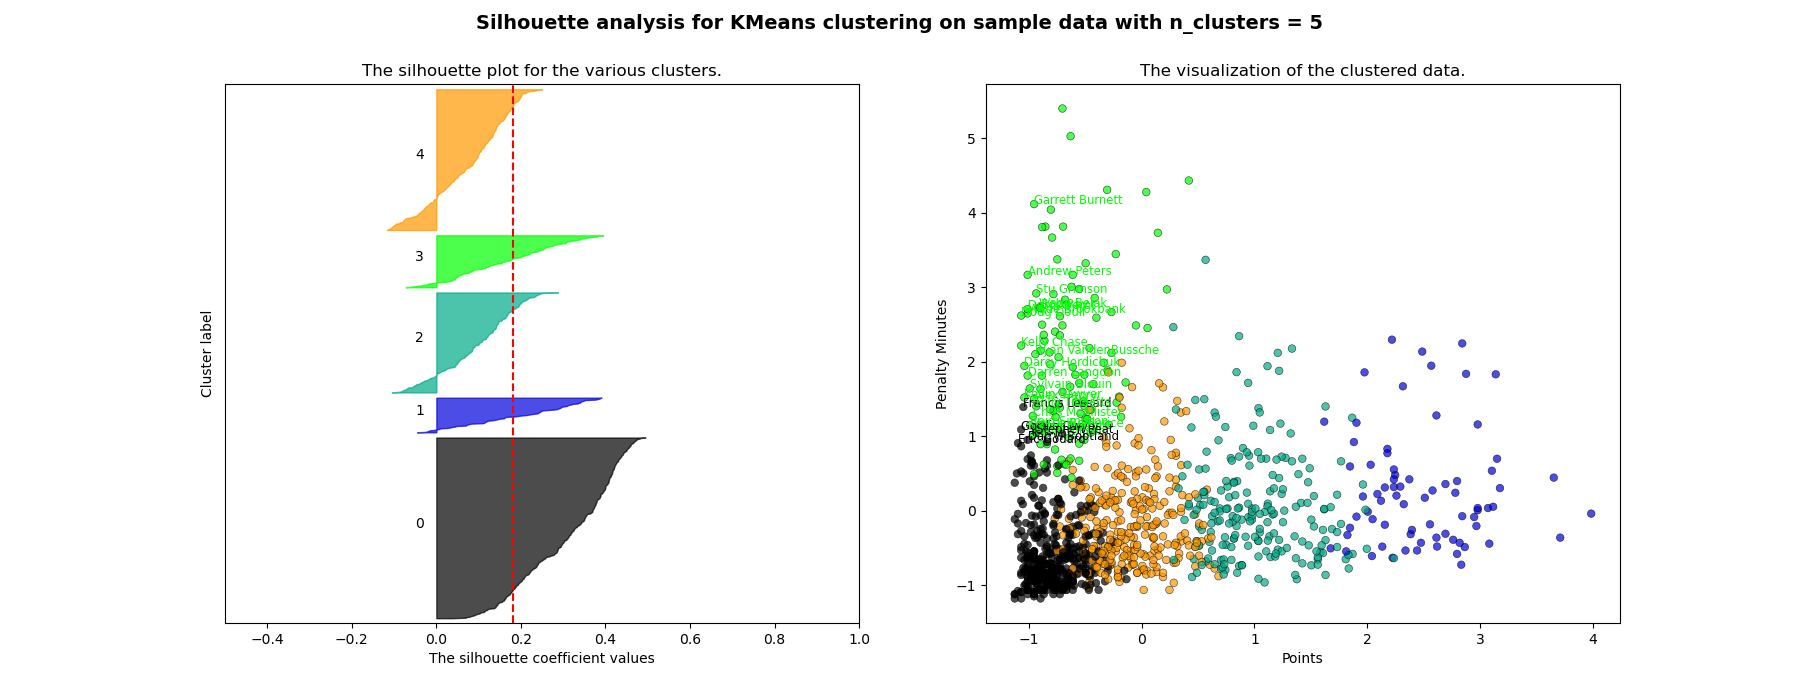 Silhouette analysis for KMeans clustering on sample data with n_clusters = 5
The silhouette plot for the various clusters.
4
3
2
1
0
Cluster label
−0.4
−0.2
0.0
0.2
0.4
0.6
0.8
1.0
The silhouette coefficient values
The visualization of the clustered data.
5
4
3
2
1
0
−1
Penalty Minutes
Garrett Burnett
Andrew Peters
Stu Grimson
Kelly Chase
Ryan VandenBussche
Darcy Hordichuk
Darren Langdon
Francis Lessard
−1
0
1
2
3
4
Points